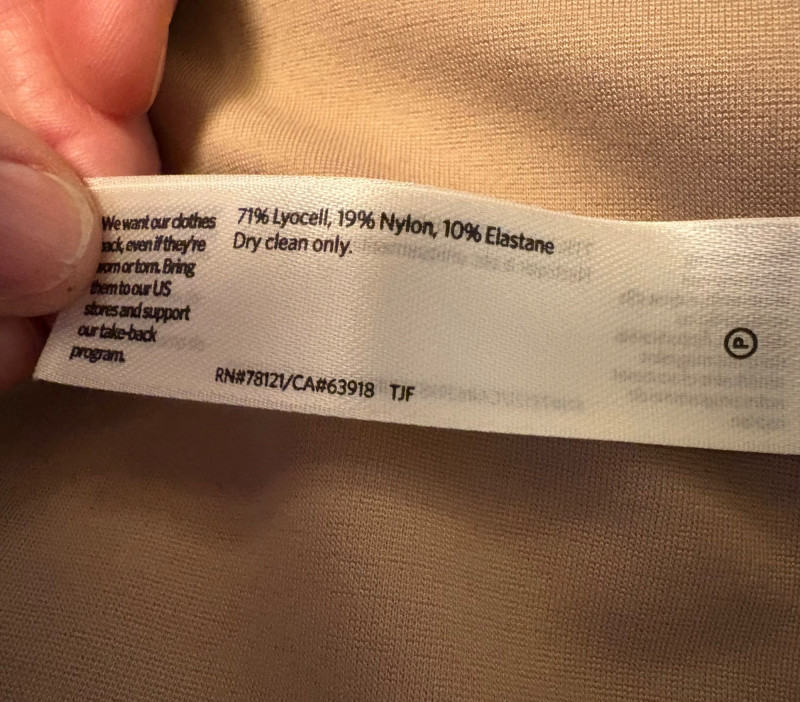 We want our clothes
back, even if they're
worn or torn. Bring
them to our US
stores and support
our take-back
program.
71% Lyocell, 19% Nylon, 10% Elastane
Dry clean only.
RN#78121/CA#63918 TJF
P